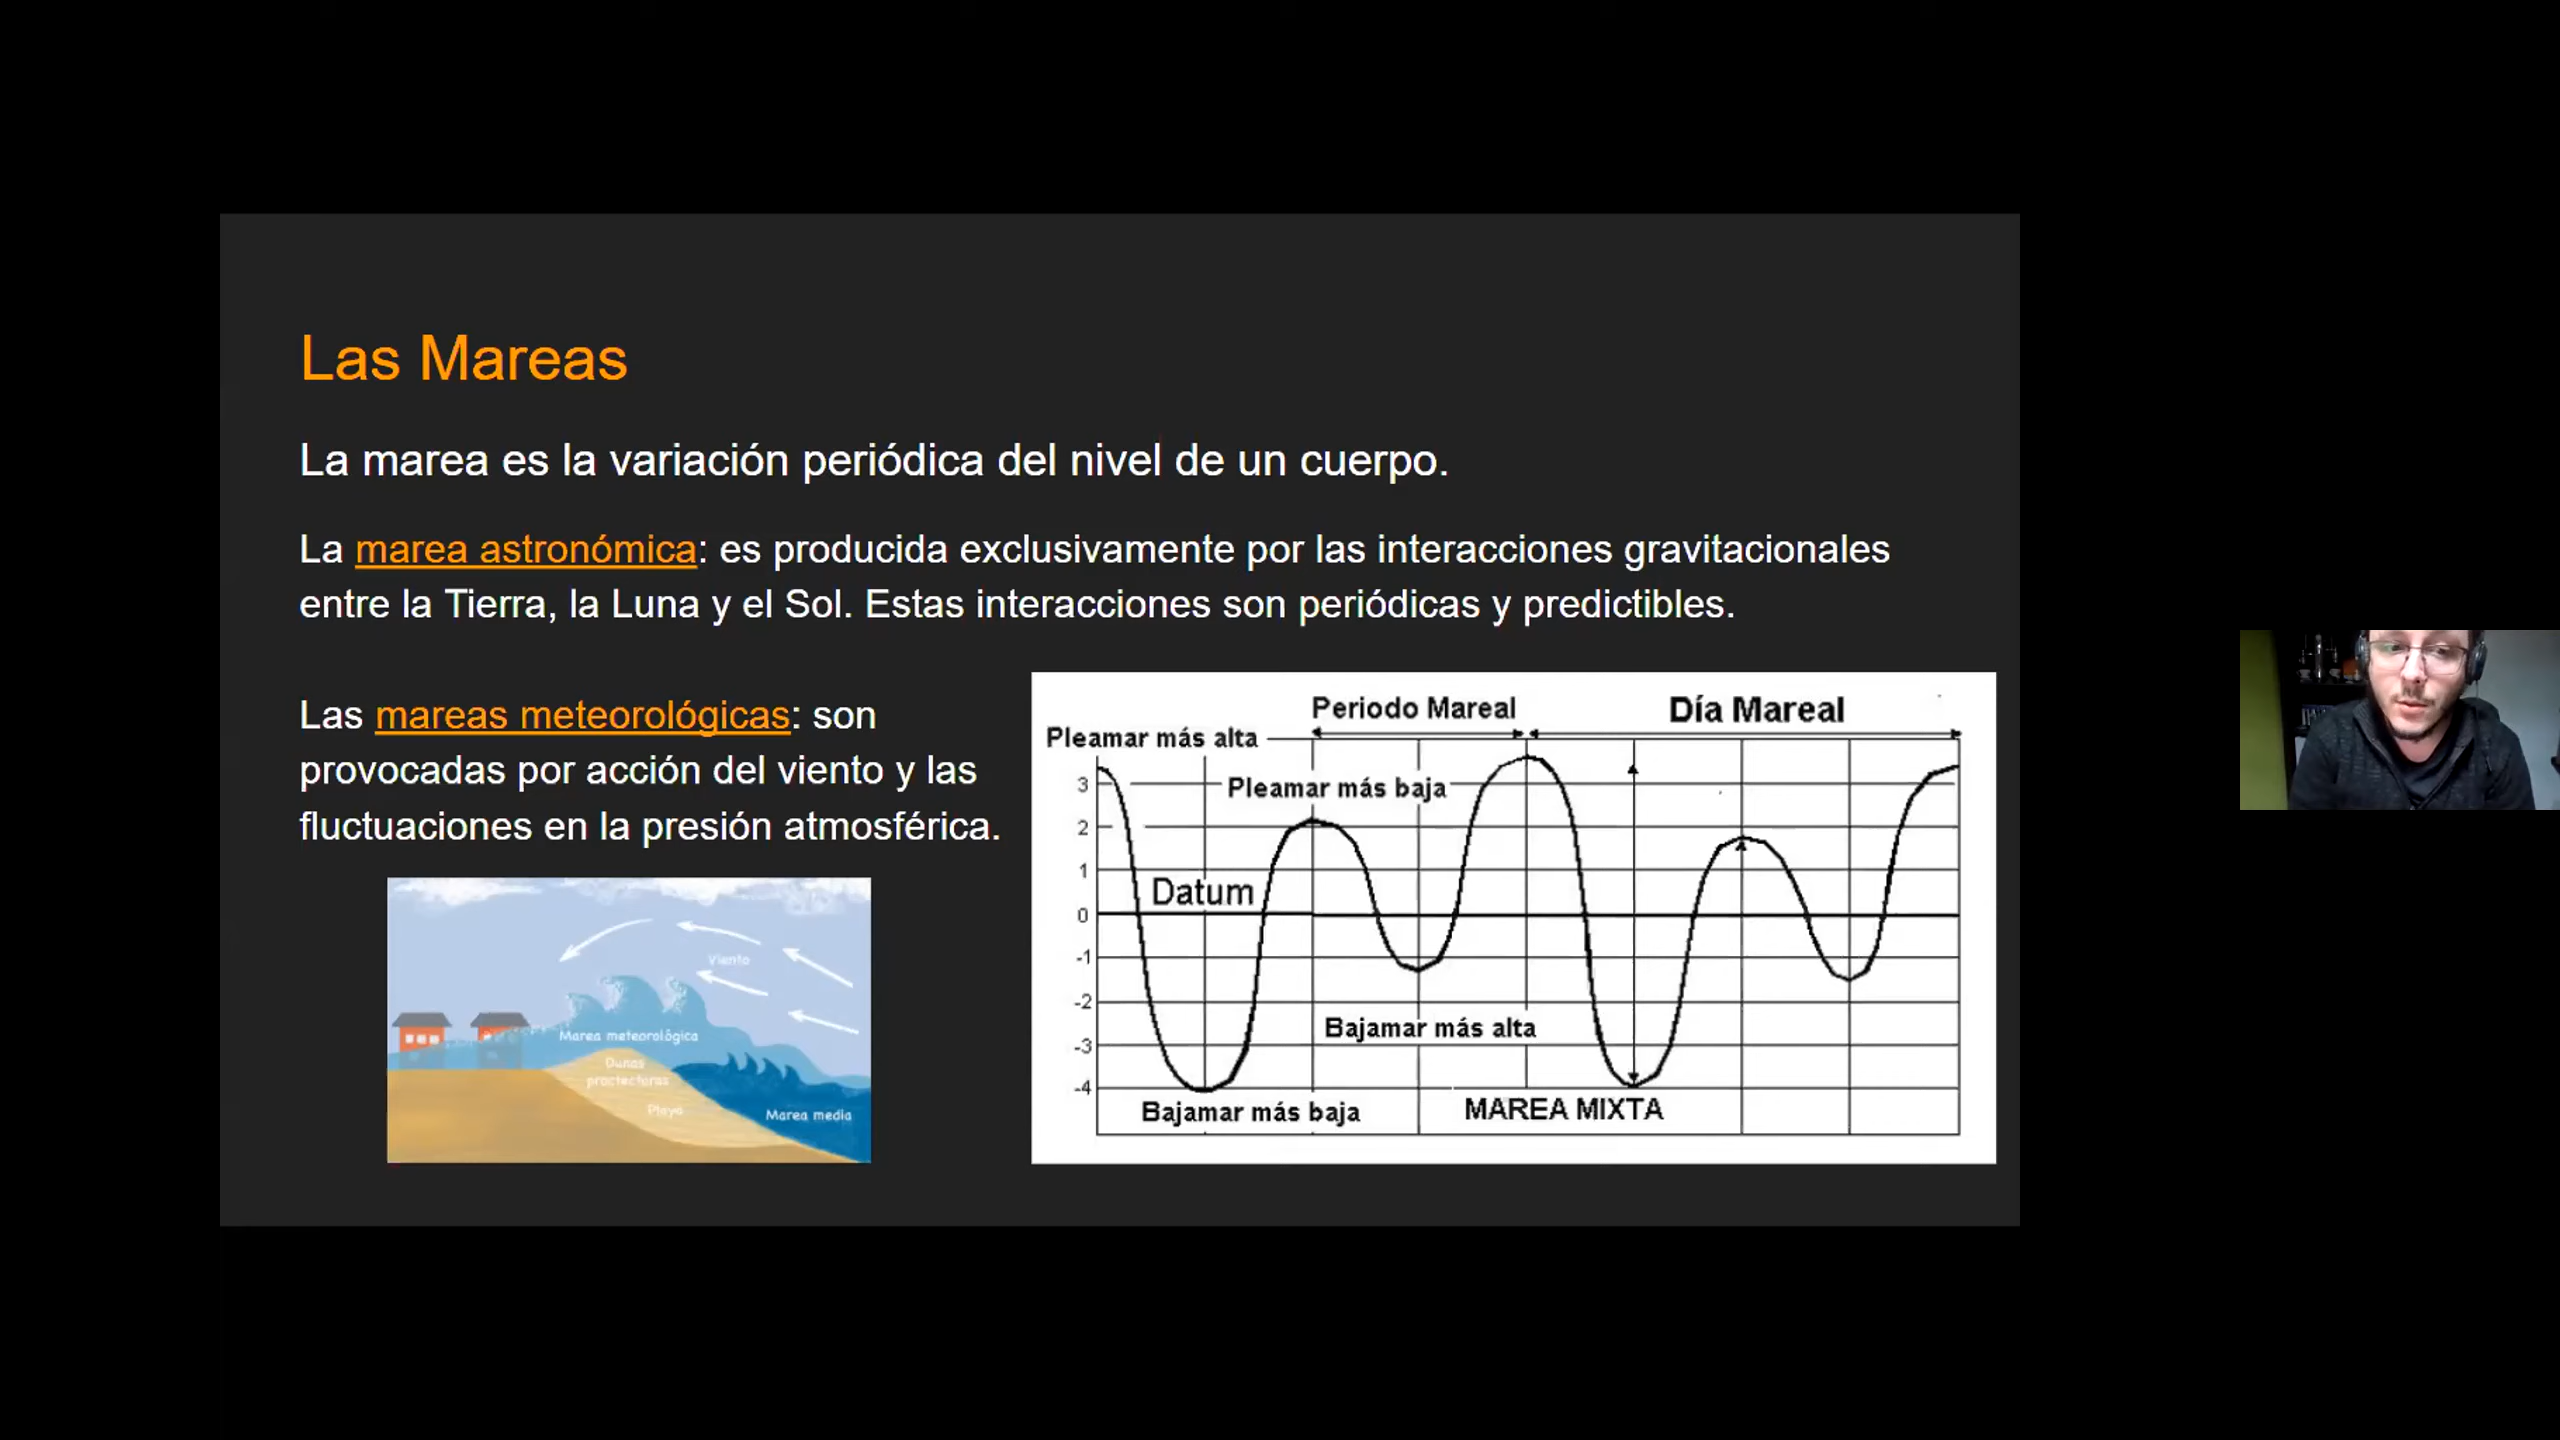 Las Mareas
La marea es la variación periódica del nivel de un cuerpo.
La marea astronómica: es producida exclusivamente por las interacciones gravitacionales
entre la Tierra, la Luna y el Sol. Estas interacciones son periódicas y predictibles.
Las mareas meteorológicas: son
provocadas por acción del viento y las
fluctuaciones en la presión atmosférica.
Viento
Marea meteorológica
Dunas
proctectoras
Playa
Marea media
Periodo Mareal
Día Mareal
Pleamar más alta
Pleamar más baja
3
2
1
Datum
0
-1
-2
Bajamar más alta
-3
-4
Bajamar más baja
MAREA MIXTA